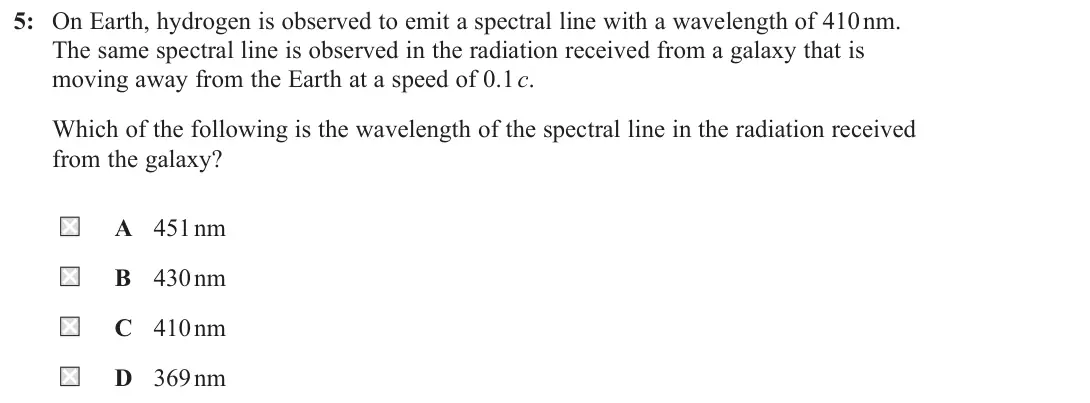 5: On Earth, hydrogen is observed to emit a spectral line with a wavelength of 410 nm.
The same spectral line is observed in the radiation received from a galaxy that is
moving away from the Earth at a speed of 0.1 c.
Which of the following is the wavelength of the spectral line in the radiation received
from the galaxy?
A 451 nm
B 430 nm
C 410 nm
D 369 nm